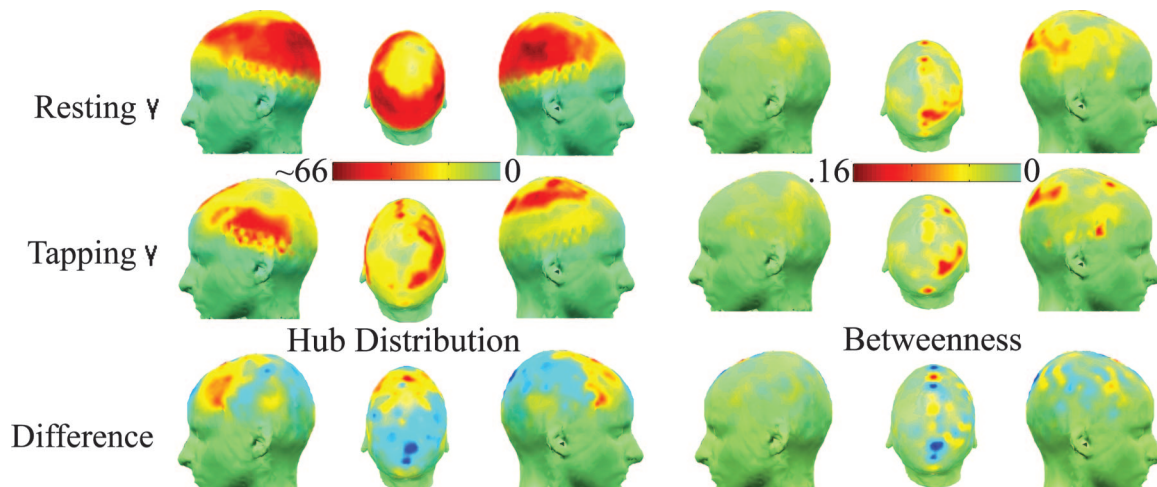 Resting γ
~66 0 .16 0
Tapping γ
Hub Distribution Betweenness
Difference